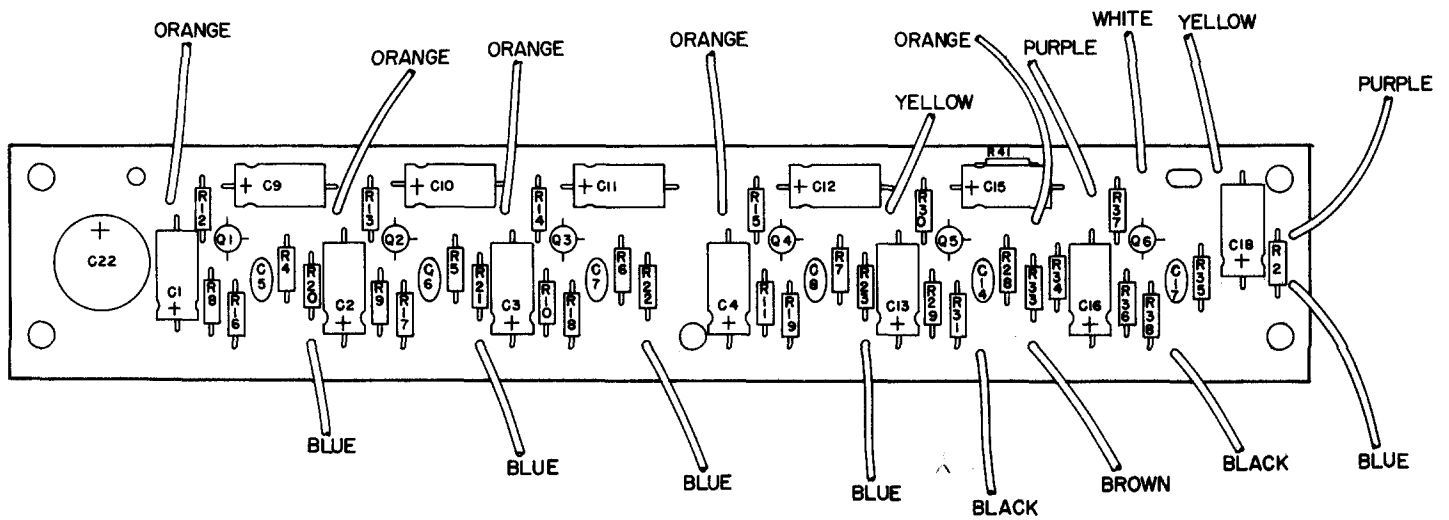 ORANGE
ORANGE
ORANGE
ORANGE
YELLOW
ORANGE
PURPLE
WHITE
YELLOW
PURPLE
R41
C9
C10
C11
C12
C15
R12
R13
R14
R15
R30
R37
C22
Q1
Q2
Q3
Q4
Q5
Q6
C18
R2
C1
R8
R16
C5
R4
R20
C2
R9
R17
C6
R5
R21
C3
R10
R18
C7
R6
R22
C4
R11
R19
C8
R7
R23
C13
R29
R31
C14
R28
R33
R34
C16
R36
R38
C17
R35
BLUE
BLUE
BLUE
BLUE
BLACK
BROWN
BLACK
BLUE